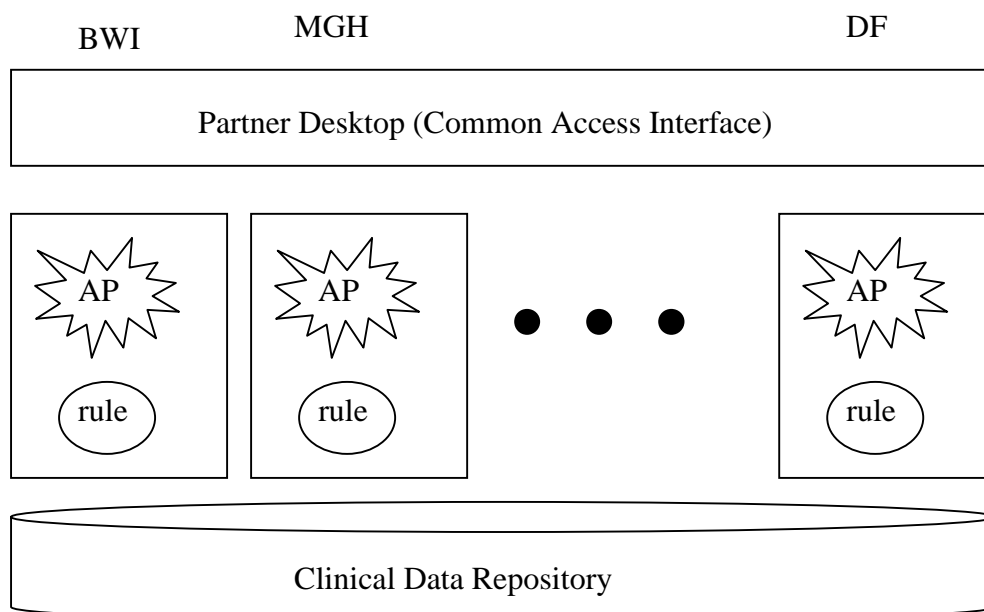 BWI MGH DF
Partner Desktop (Common Access Interface)
AP AP AP
rule rule rule
Clinical Data Repository